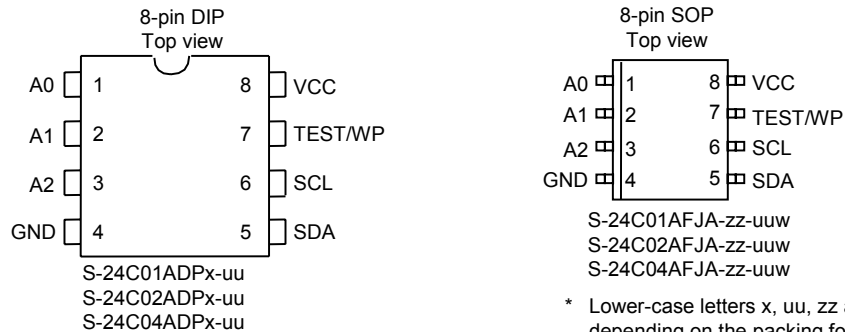 8-pin DIP
Top view
A0 1 8 VCC
A1 2 7 TEST/WP
A2 3 6 SCL
GND 4 5 SDA
S-24C01ADPx-uu
S-24C02ADPx-uu
S-24C04ADPx-uu
8-pin SOP
Top view
A0 1 8 VCC
A1 2 7 TEST/WP
A2 3 6 SCL
GND 4 5 SDA
S-24C01AFJA-zz-uuw
S-24C02AFJA-zz-uuw
S-24C04AFJA-zz-uuw
* Lower-case letters x, uu, zz
depending on the packing